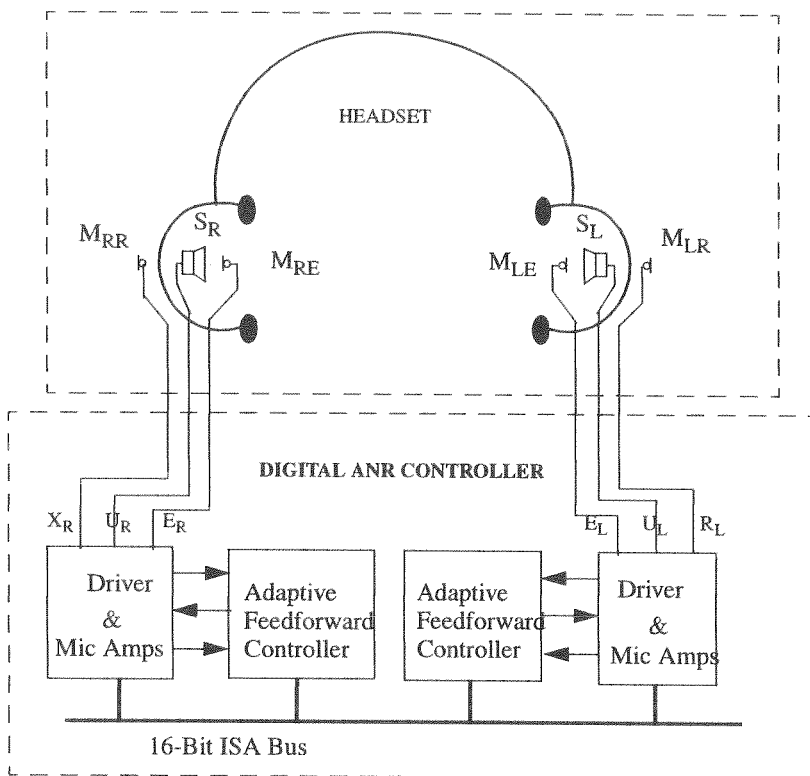 HEADSET
S_R
S_L
M_RR
M_RE
M_LE
M_LR
DIGITAL ANR CONTROLLER
X_R U_R E_R
E_L U_L R_L
Driver
&
Mic Amps
Adaptive
Feedforward
Controller
Adaptive
Feedforward
Controller
Driver
&
Mic Amps
16-Bit ISA Bus